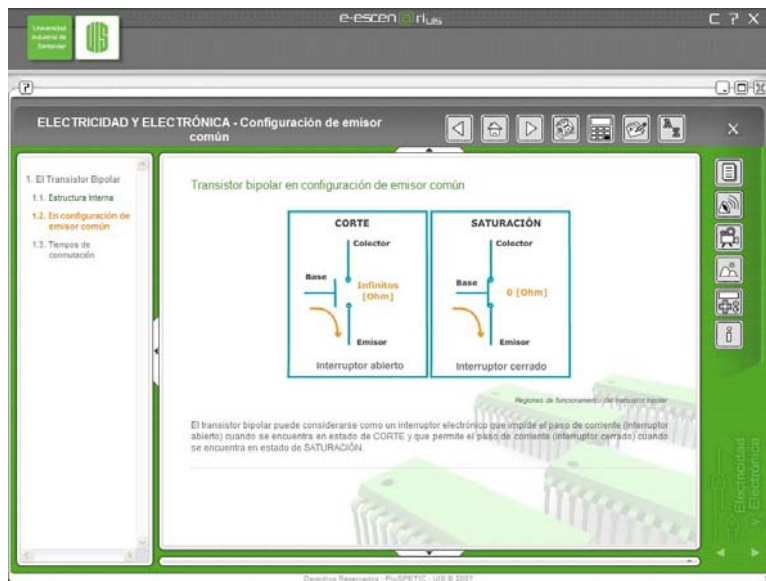 Universidad
Industrial de
Santander
UIS
e-escen@ri UIS
C ? X
?
ELECTRICIDAD Y ELECTRÓNICA - Configuración de emisor
común
1. El Transistor Bipolar
1.1. Estructura Interna
1.2. En configuración de
emisor común
1.3. Tiempos de
conmutación
Transistor bipolar en configuración de emisor común
CORTE
Colector
Base
Infinitos
[Ohm]
Emisor
Interruptor abierto
SATURACIÓN
Colector
Base
0 [Ohm]
Emisor
Interruptor cerrado
Regiones de funcionamiento del transistor bipolar
El transistor bipolar puede considerarse como un interruptor electrónico que impide el paso de corriente (interruptor
abierto) cuando se encuentra en estado de CORTE y que permite el paso de corriente (interruptor cerrado) cuando
se encuentra en estado de SATURACIÓN
Electricidad
y Electrónica
Derechos Reservados - ProSPETIC - UIS © 2007